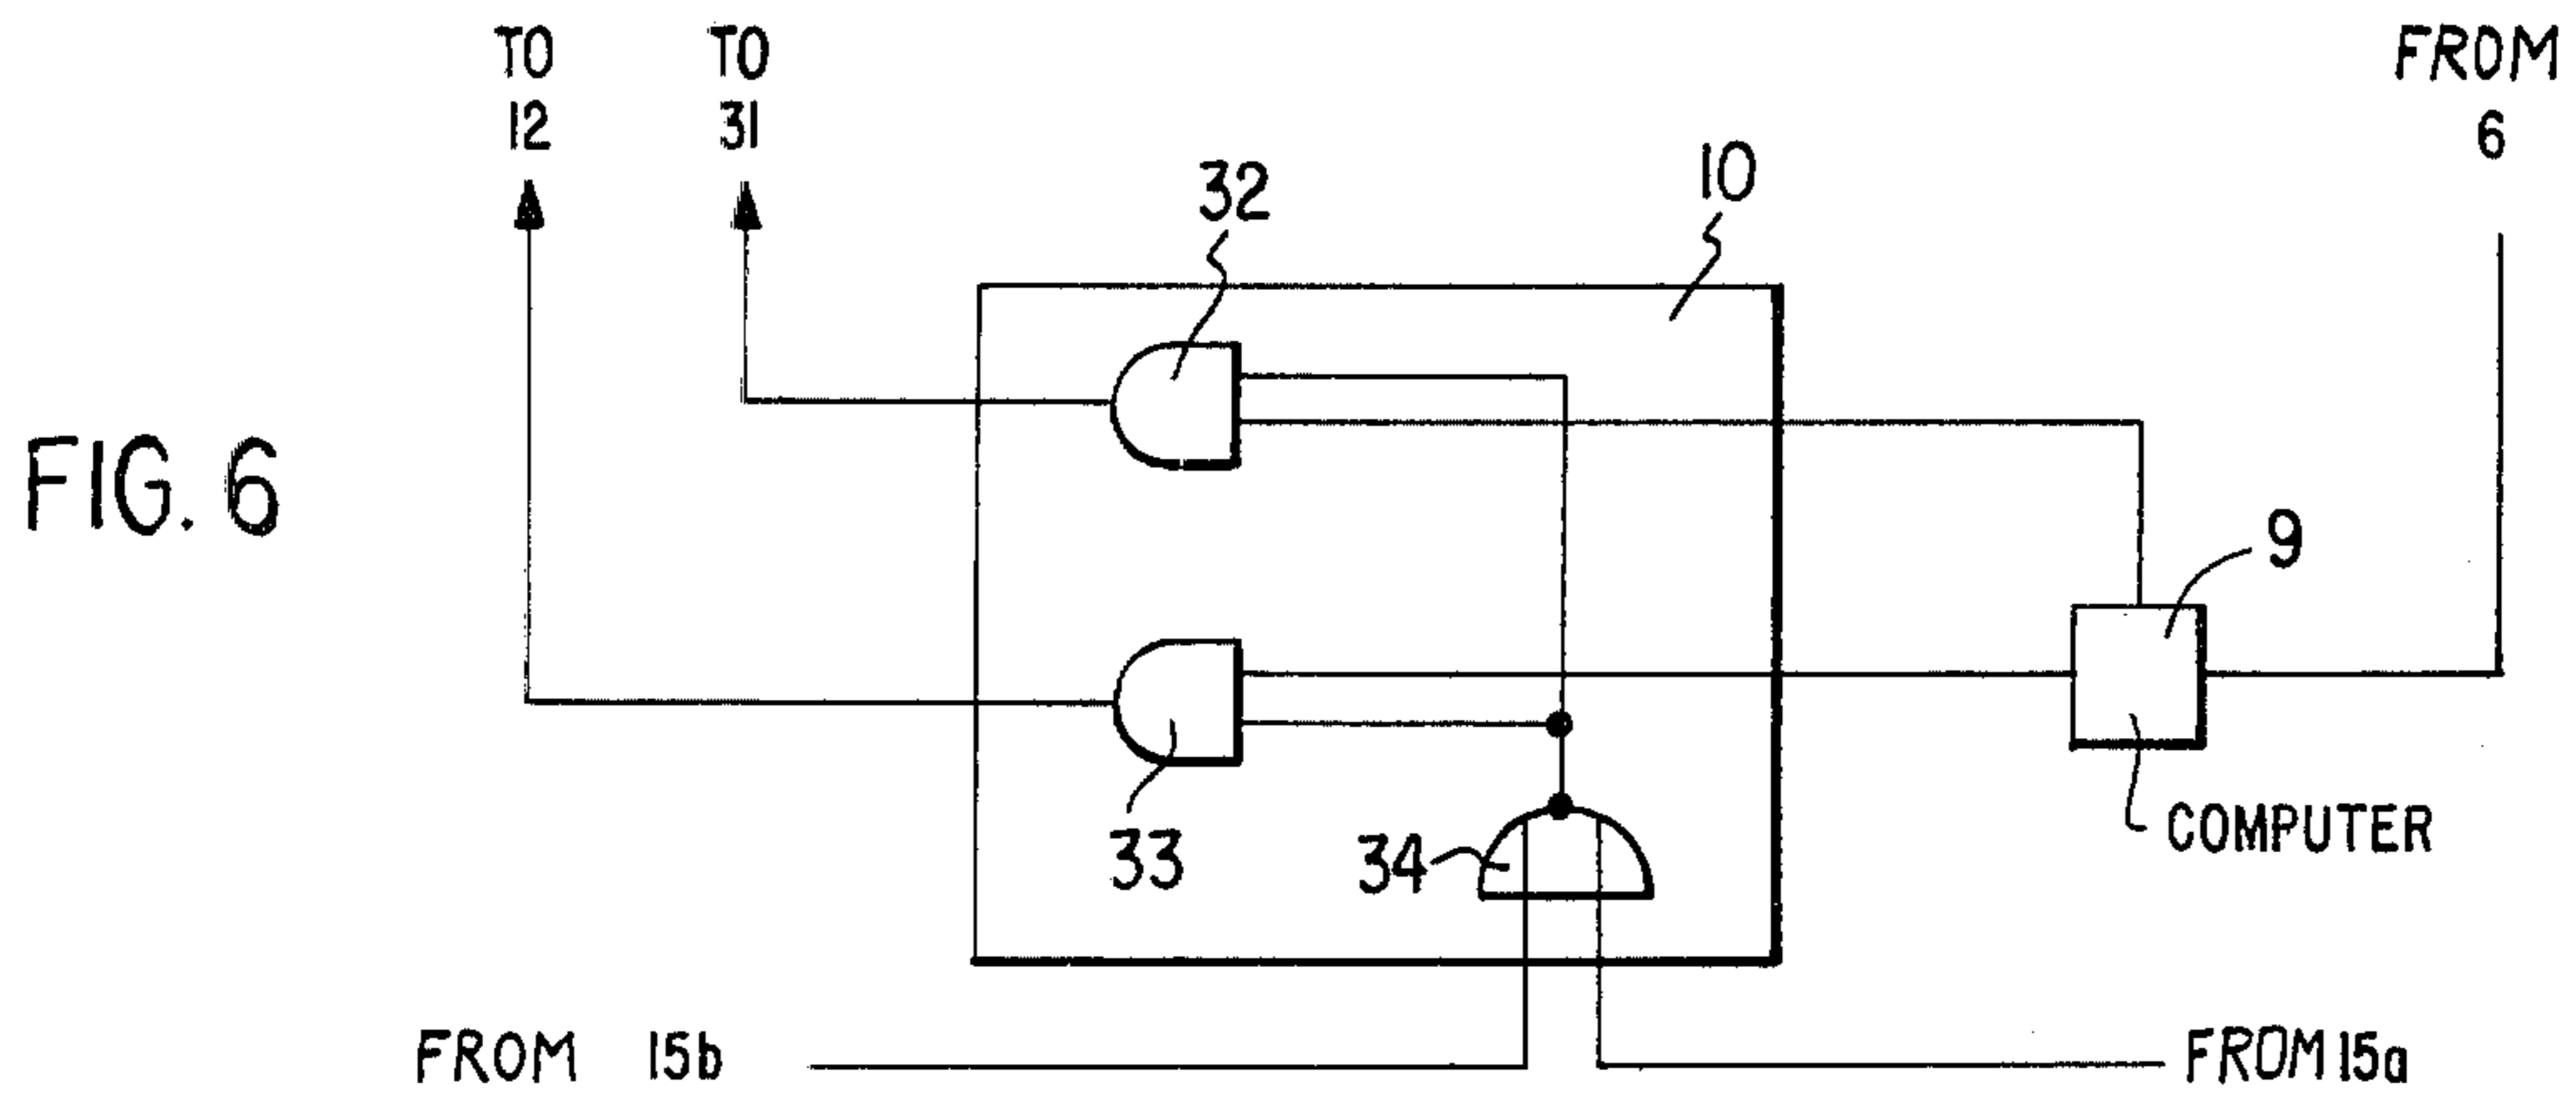 TO
12
TO
31
FROM
6
32
10
FIG. 6
9
33
34
COMPUTER
FROM 15b
FROM 15a